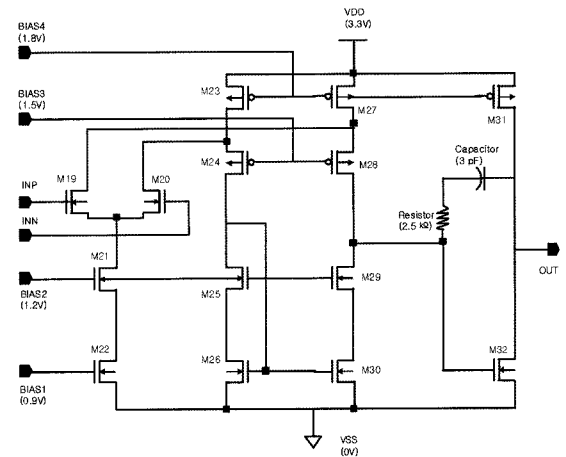 BIAS4
(1.8V)
VDD
(3.3V)
M23
M27
BIAS3
(1.5V)
M31
Capacitor
(3 pF)
M24
M28
M19
M20
INP
Resistor
(2.5 kΩ)
INN
M21
OUT
BIAS2
(1.2V)
M25
M29
M22
M26
M30
M32
BIAS1
(0.9V)
VSS
(0V)